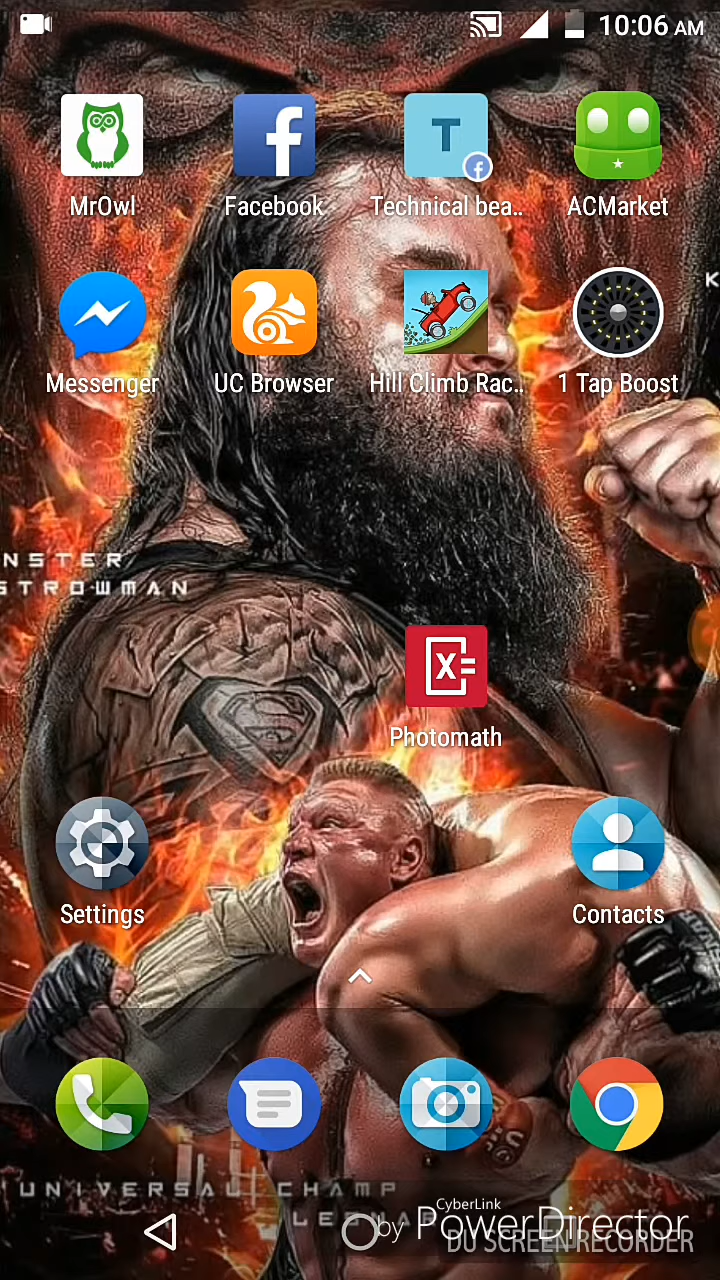 10:06 AM
MrOwl
Facebook
T
Technical bea..
ACMarket
K
Messenger
UC Browser
Hill Climb Rac..
1 Tap Boost
NSTER
STROWMAN
X=
Photomath
Settings
Contacts
UNIVERSAL CHAMP
CyberLink
by PowerDirector
DU SCREEN RECORDER